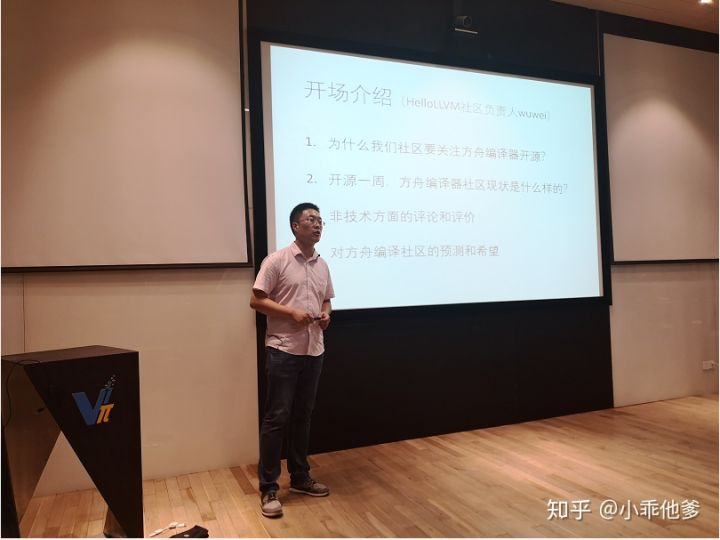 开场介绍（HelloLLVM社区负责人wuwei）
1. 为什么我们社区要关注方舟编译器开源？
2. 开源一周，方舟编译器社区现状是什么样的？
非技术方面的评论和评价
对方舟编译社区的预测和希望
Viπ
知乎 @小乖他爹